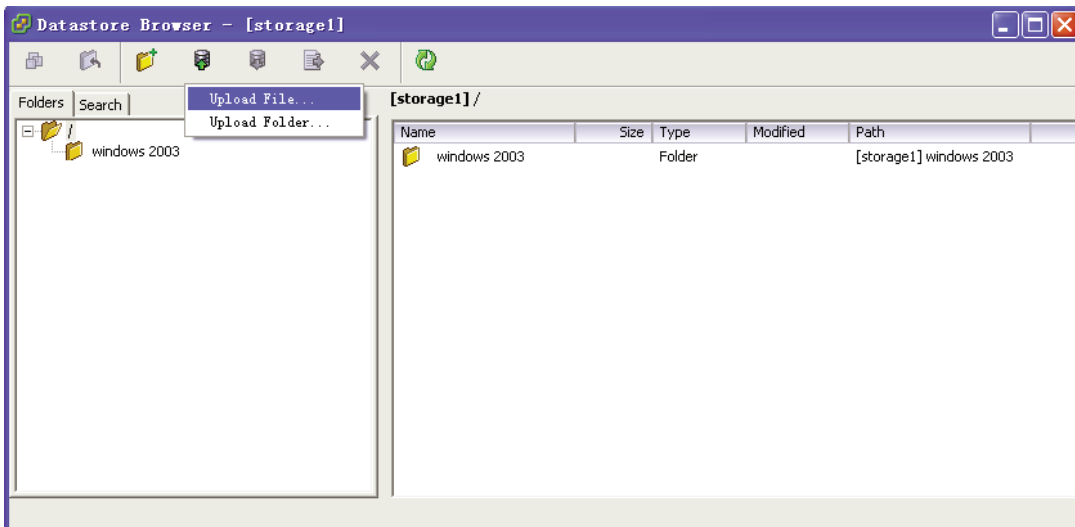 Datastore Browser - [storage1]
Upload File...
Upload Folder...
Folders
Search
[storage1] /
/
windows 2003
Name Size Type Modified Path
windows 2003 Folder [storage1] windows 2003